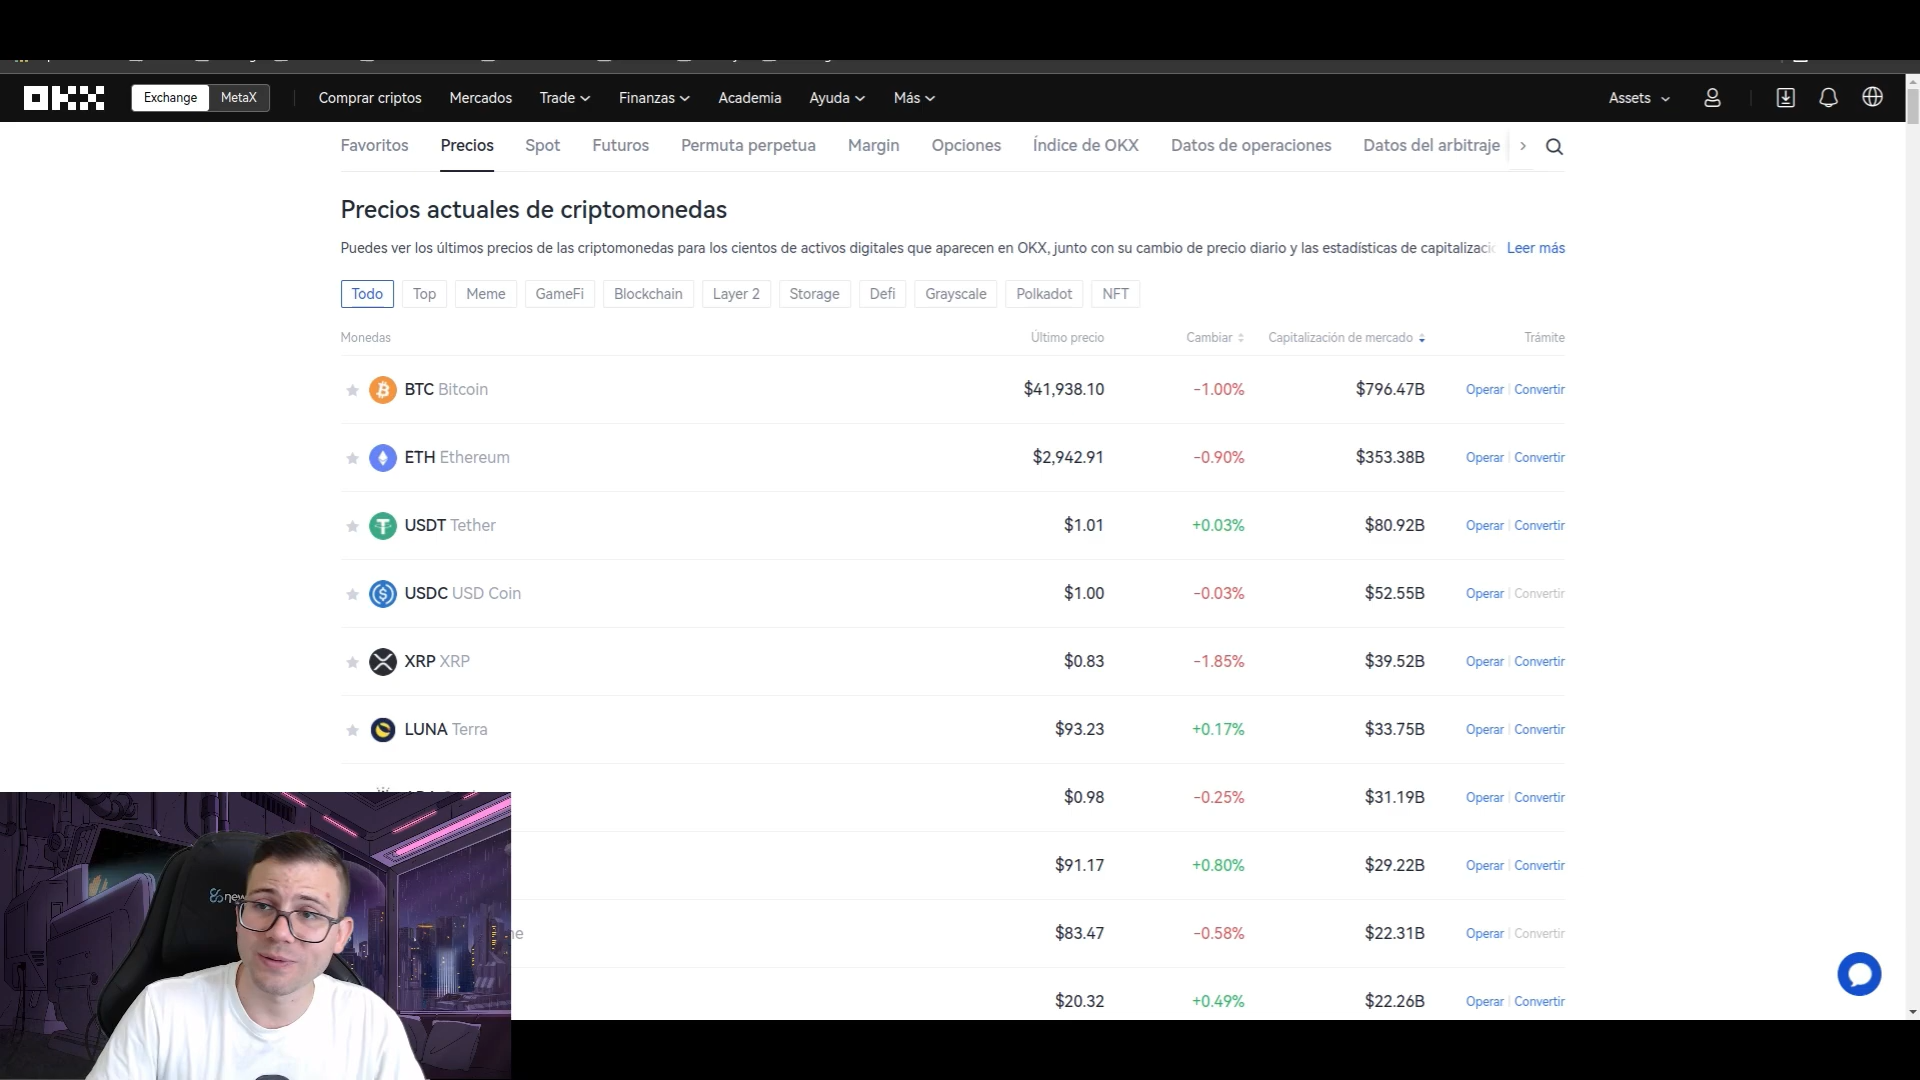 OKX Exchange MetaX Comprar criptos Mercados Trade Finanzas Academia Ayuda Más Assets
Favoritos Precios Spot Futuros Permuta perpetua Margin Opciones Índice de OKX Datos de operaciones Datos del arbitraje
Precios actuales de criptomonedas
Puedes ver los últimos precios de las criptomonedas para los cientos de activos digitales que aparecen en OKX, junto con su cambio de precio diario y las estadísticas de capitalizació Leer más
Todo Top Meme GameFi Blockchain Layer 2 Storage Defi Grayscale Polkadot NFT
Monedas Último precio Cambiar Capitalización de mercado Trámite
BTC Bitcoin $41,938.10 -1.00% $796.47B Operar Convertir
ETH Ethereum $2,942.91 -0.90% $353.38B Operar Convertir
USDT Tether $1.01 +0.03% $80.92B Operar Convertir
USDC USD Coin $1.00 -0.03% $52.55B Operar Convertir
XRP XRP $0.83 -1.85% $39.52B Operar Convertir
LUNA Terra $93.23 +0.17% $33.75B Operar Convertir
$0.98 -0.25% $31.19B Operar Convertir
$91.17 +0.80% $29.22B Operar Convertir
new
$83.47 -0.58% $22.31B Operar Convertir
$20.32 +0.49% $22.26B Operar Convertir